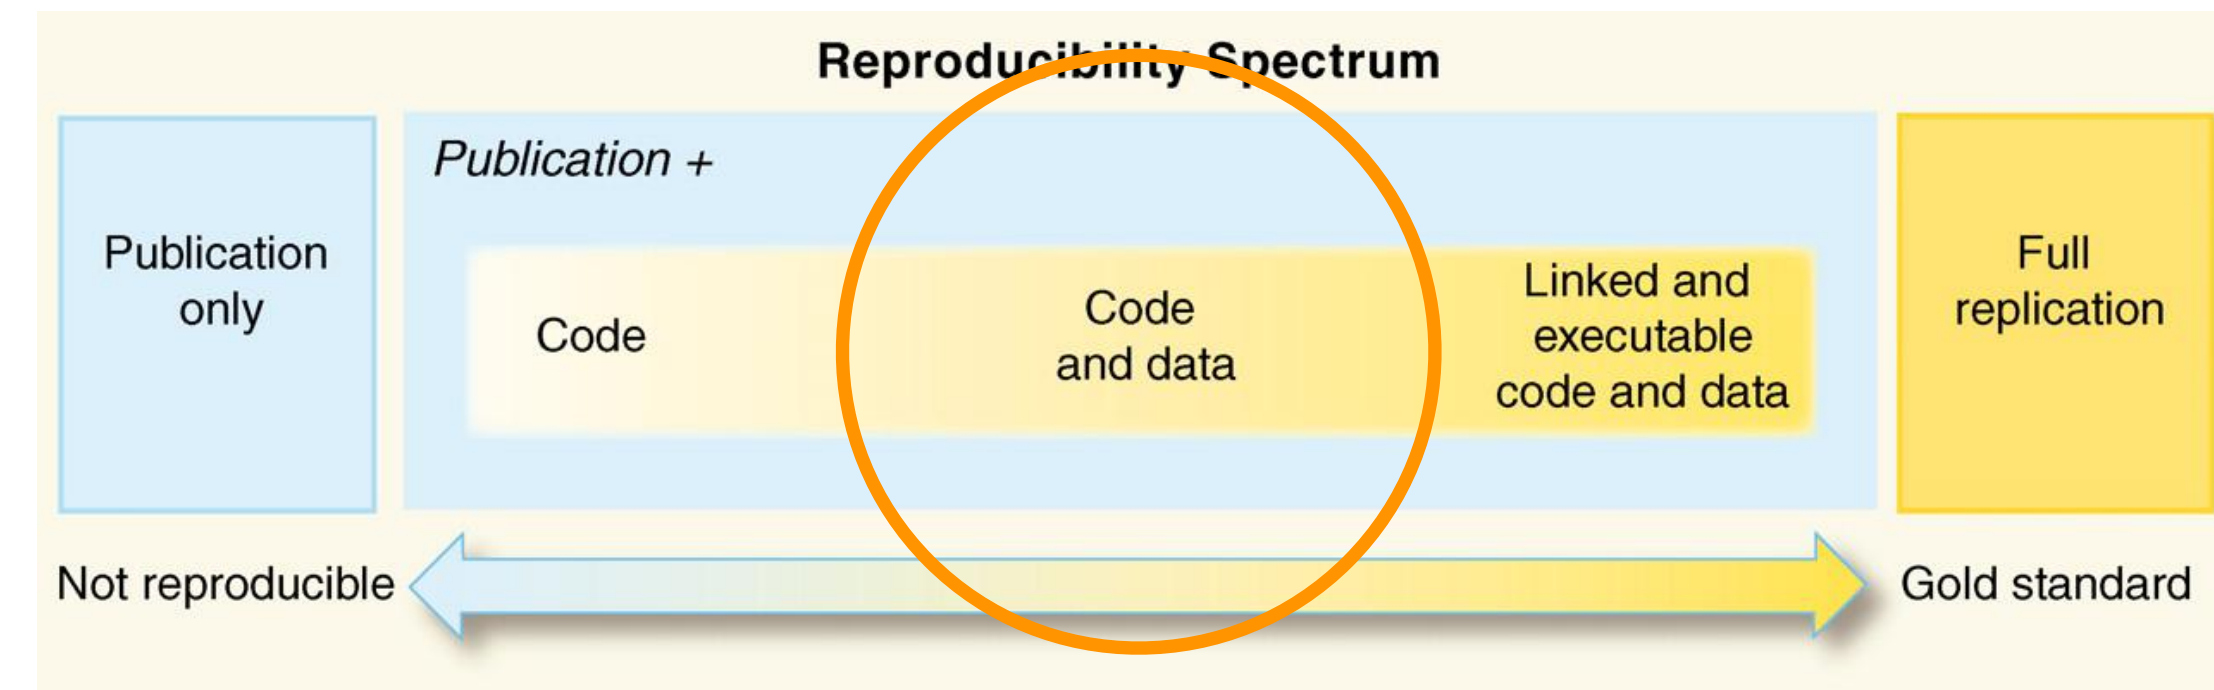 Reproducibility Spectrum
Publication
only
Publication +
Code
Code
and data
Linked and
executable
code and data
Full
replication
Not reproducible
Gold standard